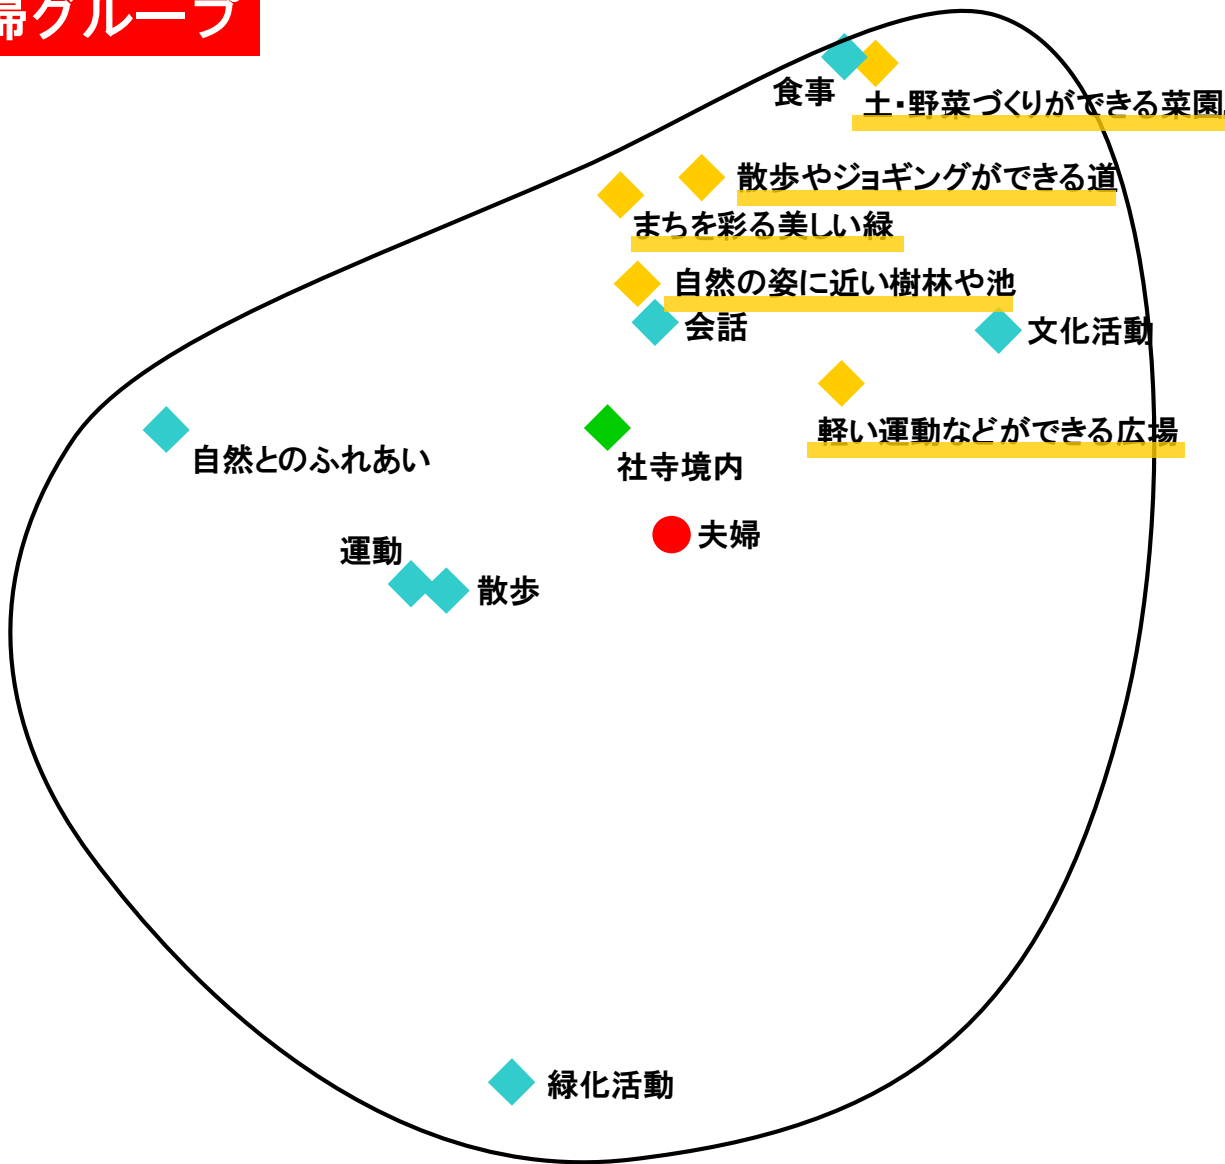 婦グループ
食事
土・野菜づくりができる菜園
散歩やジョギングができる道
まちを彩る美しい緑
自然の姿に近い樹林や池
会話
文化活動
軽い運動などができる広場
自然とのふれあい
社寺境内
夫婦
運動
散歩
緑化活動